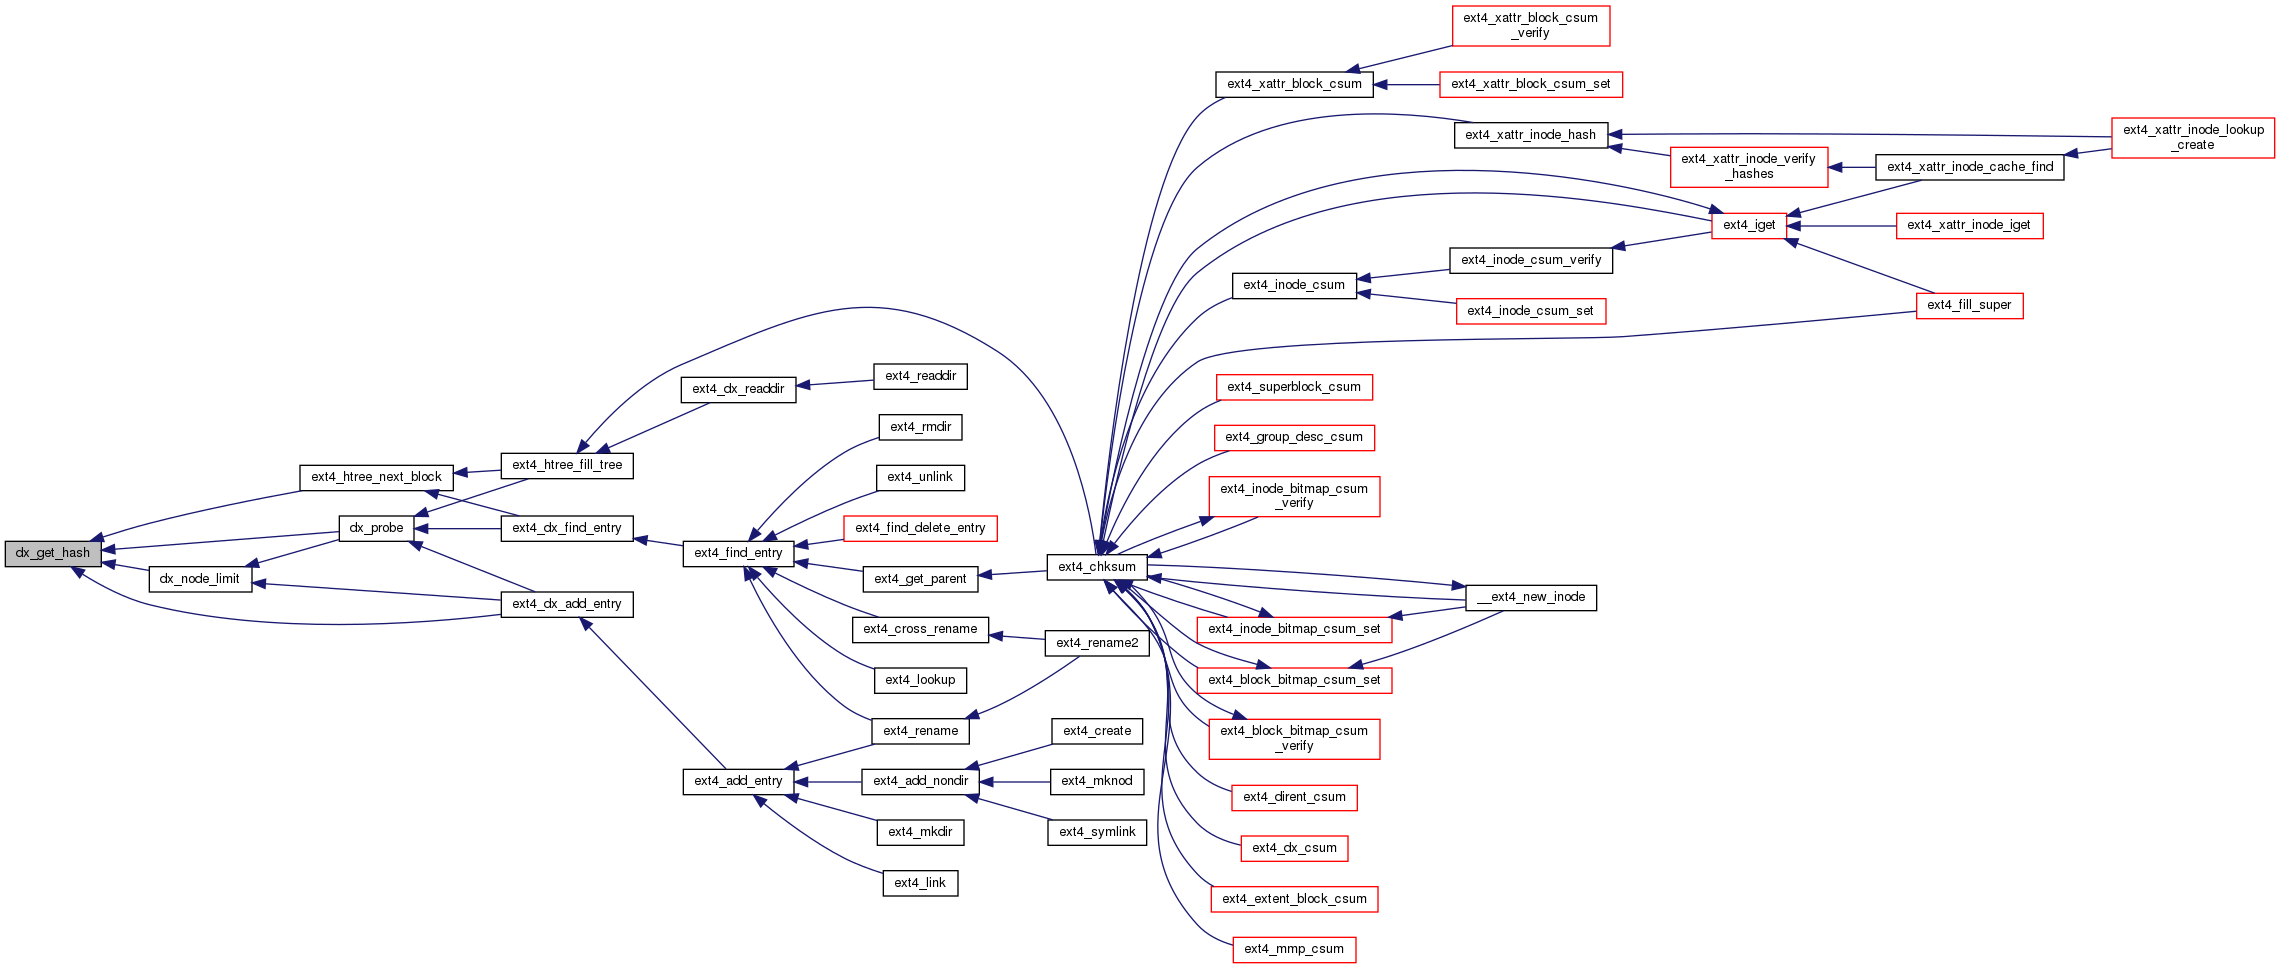 dx_get_hash
ext4_htree_next_block
dx_probe
dx_node_limit
ext4_htree_fill_tree
ext4_dx_find_entry
ext4_dx_add_entry
ext4_dx_readdir
ext4_find_entry
ext4_add_entry
ext4_readdir
ext4_rmdir
ext4_unlink
ext4_find_delete_entry
ext4_get_parent
ext4_cross_rename
ext4_lookup
ext4_rename
ext4_add_nondir
ext4_mkdir
ext4_link
ext4_chksum
ext4_rename2
ext4_create
ext4_mknod
ext4_symlink
ext4_xattr_block_csum
ext4_inode_csum
ext4_superblock_csum
ext4_group_desc_csum
ext4_inode_bitmap_csum
_verify
ext4_inode_bitmap_csum_set
ext4_block_bitmap_csum_set
ext4_block_bitmap_csum
_verify
ext4_dirent_csum
ext4_dx_csum
ext4_extent_block_csum
ext4_mmp_csum
ext4_xattr_block_csum
_verify
ext4_xattr_block_csum_set
ext4_xattr_inode_hash
ext4_inode_csum_verify
ext4_inode_csum_set
__ext4_new_inode
ext4_xattr_inode_verify
_hashes
ext4_iget
ext4_xattr_inode_cache_find
ext4_xattr_inode_iget
ext4_fill_super
ext4_xattr_inode_lookup
_create